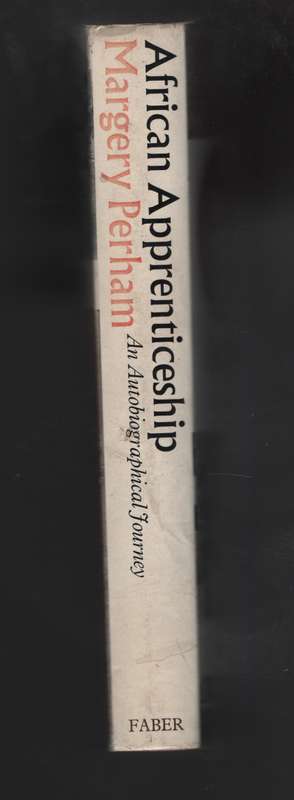 African Apprenticeship
Margery Perham
An Autobiographical Journey
FABER